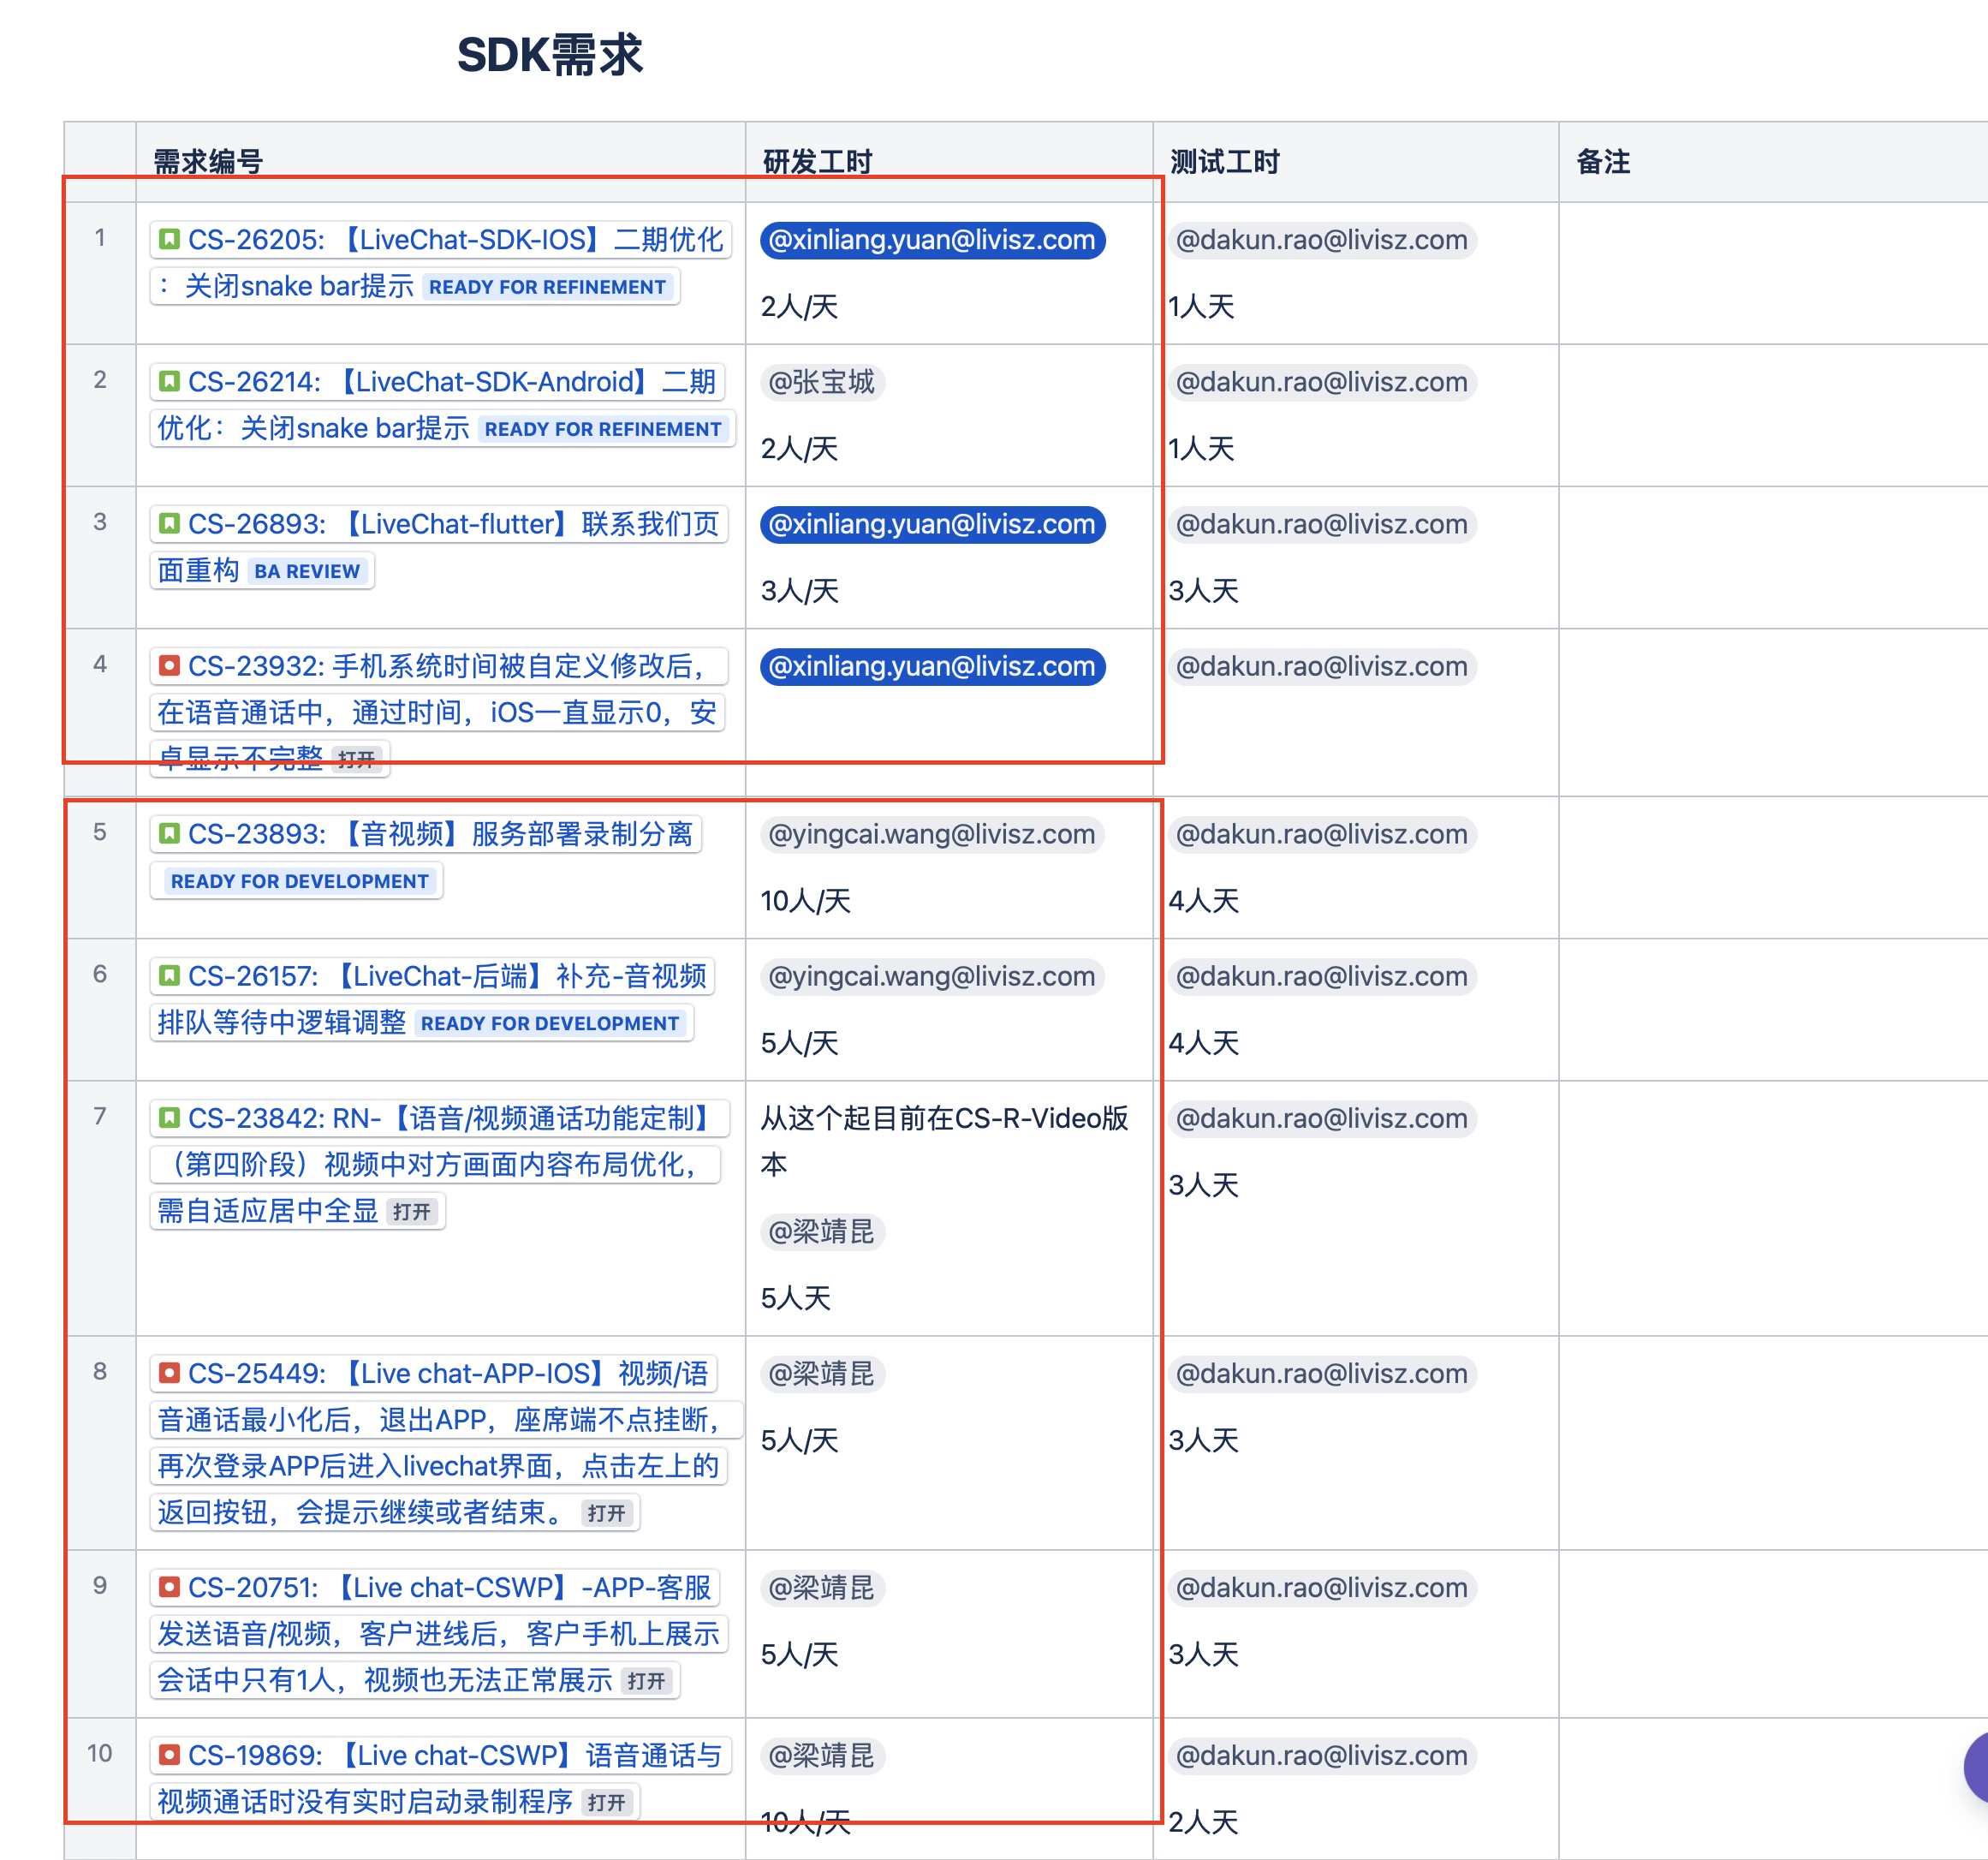 SDK需求
需求编号 研发工时 测试工时 备注
1
CS-26205: 【LiveChat-SDK-IOS】二期优化
：关闭snake bar提示 READY FOR REFINEMENT
@xinliang.yuan@livisz.com
2人/天
@dakun.rao@livisz.com
1人天
2
CS-26214: 【LiveChat-SDK-Android】二期
优化：关闭snake bar提示 READY FOR REFINEMENT
@张宝城
2人/天
@dakun.rao@livisz.com
1人天
3
CS-26893: 【LiveChat-flutter】联系我们页
面重构 BA REVIEW
@xinliang.yuan@livisz.com
3人/天
@dakun.rao@livisz.com
3人天
4
CS-23932: 手机系统时间被自定义修改后，
在语音通话中，通过时间，iOS一直显示0，安
卓显示不完整 打开
@xinliang.yuan@livisz.com
@dakun.rao@livisz.com
5
CS-23893: 【音视频】服务部署录制分离
READY FOR DEVELOPMENT
@yingcai.wang@livisz.com
10人/天
@dakun.rao@livisz.com
4人天
6
CS-26157: 【LiveChat-后端】补充-音视频
排队等待中逻辑调整 READY FOR DEVELOPMENT
@yingcai.wang@livisz.com
5人/天
@dakun.rao@livisz.com
4人天
7
CS-23842: RN-【语音/视频通话功能定制】
（第四阶段）视频中对方画面内容布局优化，
需自适应居中全显 打开
从这个起目前在CS-R-Video版
本
@梁靖昆
5人天
@dakun.rao@livisz.com
3人天
8
CS-25449: 【Live chat-APP-IOS】视频/语
音通话最小化后，退出APP，座席端不点挂断，
再次登录APP后进入livechat界面，点击左上的
返回按钮，会提示继续或者结束。 打开
@梁靖昆
5人/天
@dakun.rao@livisz.com
3人天
9
CS-20751: 【Live chat-CSWP】-APP-客服
发送语音/视频，客户进线后，客户手机上展示
会话中只有1人，视频也无法正常展示 打开
@梁靖昆
5人/天
@dakun.rao@livisz.com
3人天
10
CS-19869: 【Live chat-CSWP】语音通话与
视频通话时没有实时启动录制程序 打开
@梁靖昆
10人/天
@dakun.rao@livisz.com
2人天